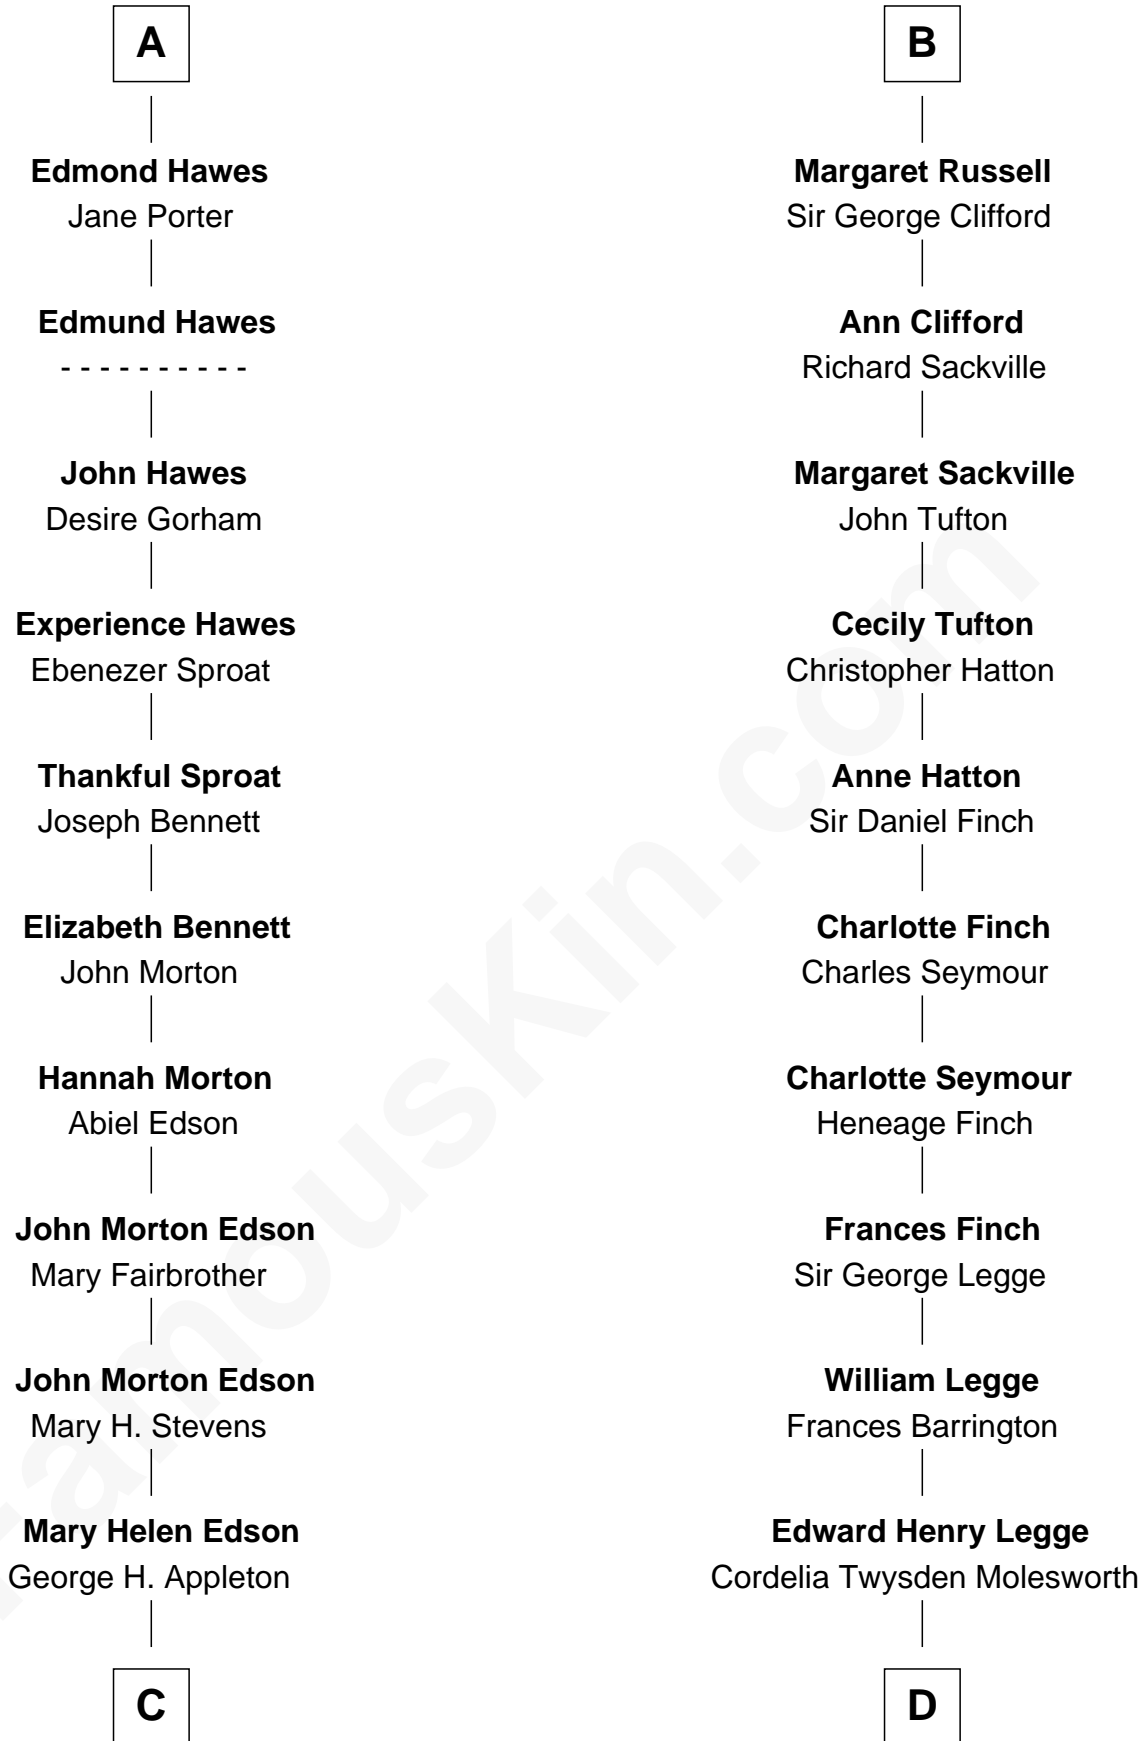 A
Edmond Hawes
Jane Porter
Edmund Hawes
- - - - - - - - - -
John Hawes
Desire Gorham
Experience Hawes
Ebenezer Sproat
Thankful Sproat
Joseph Bennett
Elizabeth Bennett
John Morton
Hannah Morton
Abiel Edson
John Morton Edson
Mary Fairbrother
John Morton Edson
Mary H. Stevens
Mary Helen Edson
George H. Appleton
C
B
Margaret Russell
Sir George Clifford
Ann Clifford
Richard Sackville
Margaret Sackville
John Tufton
Cecily Tufton
Christopher Hatton
Anne Hatton
Sir Daniel Finch
Charlotte Finch
Charles Seymour
Charlotte Seymour
Heneage Finch
Frances Finch
Sir George Legge
William Legge
Frances Barrington
Edward Henry Legge
Cordelia Twysden Molesworth
D
FamousKin.com